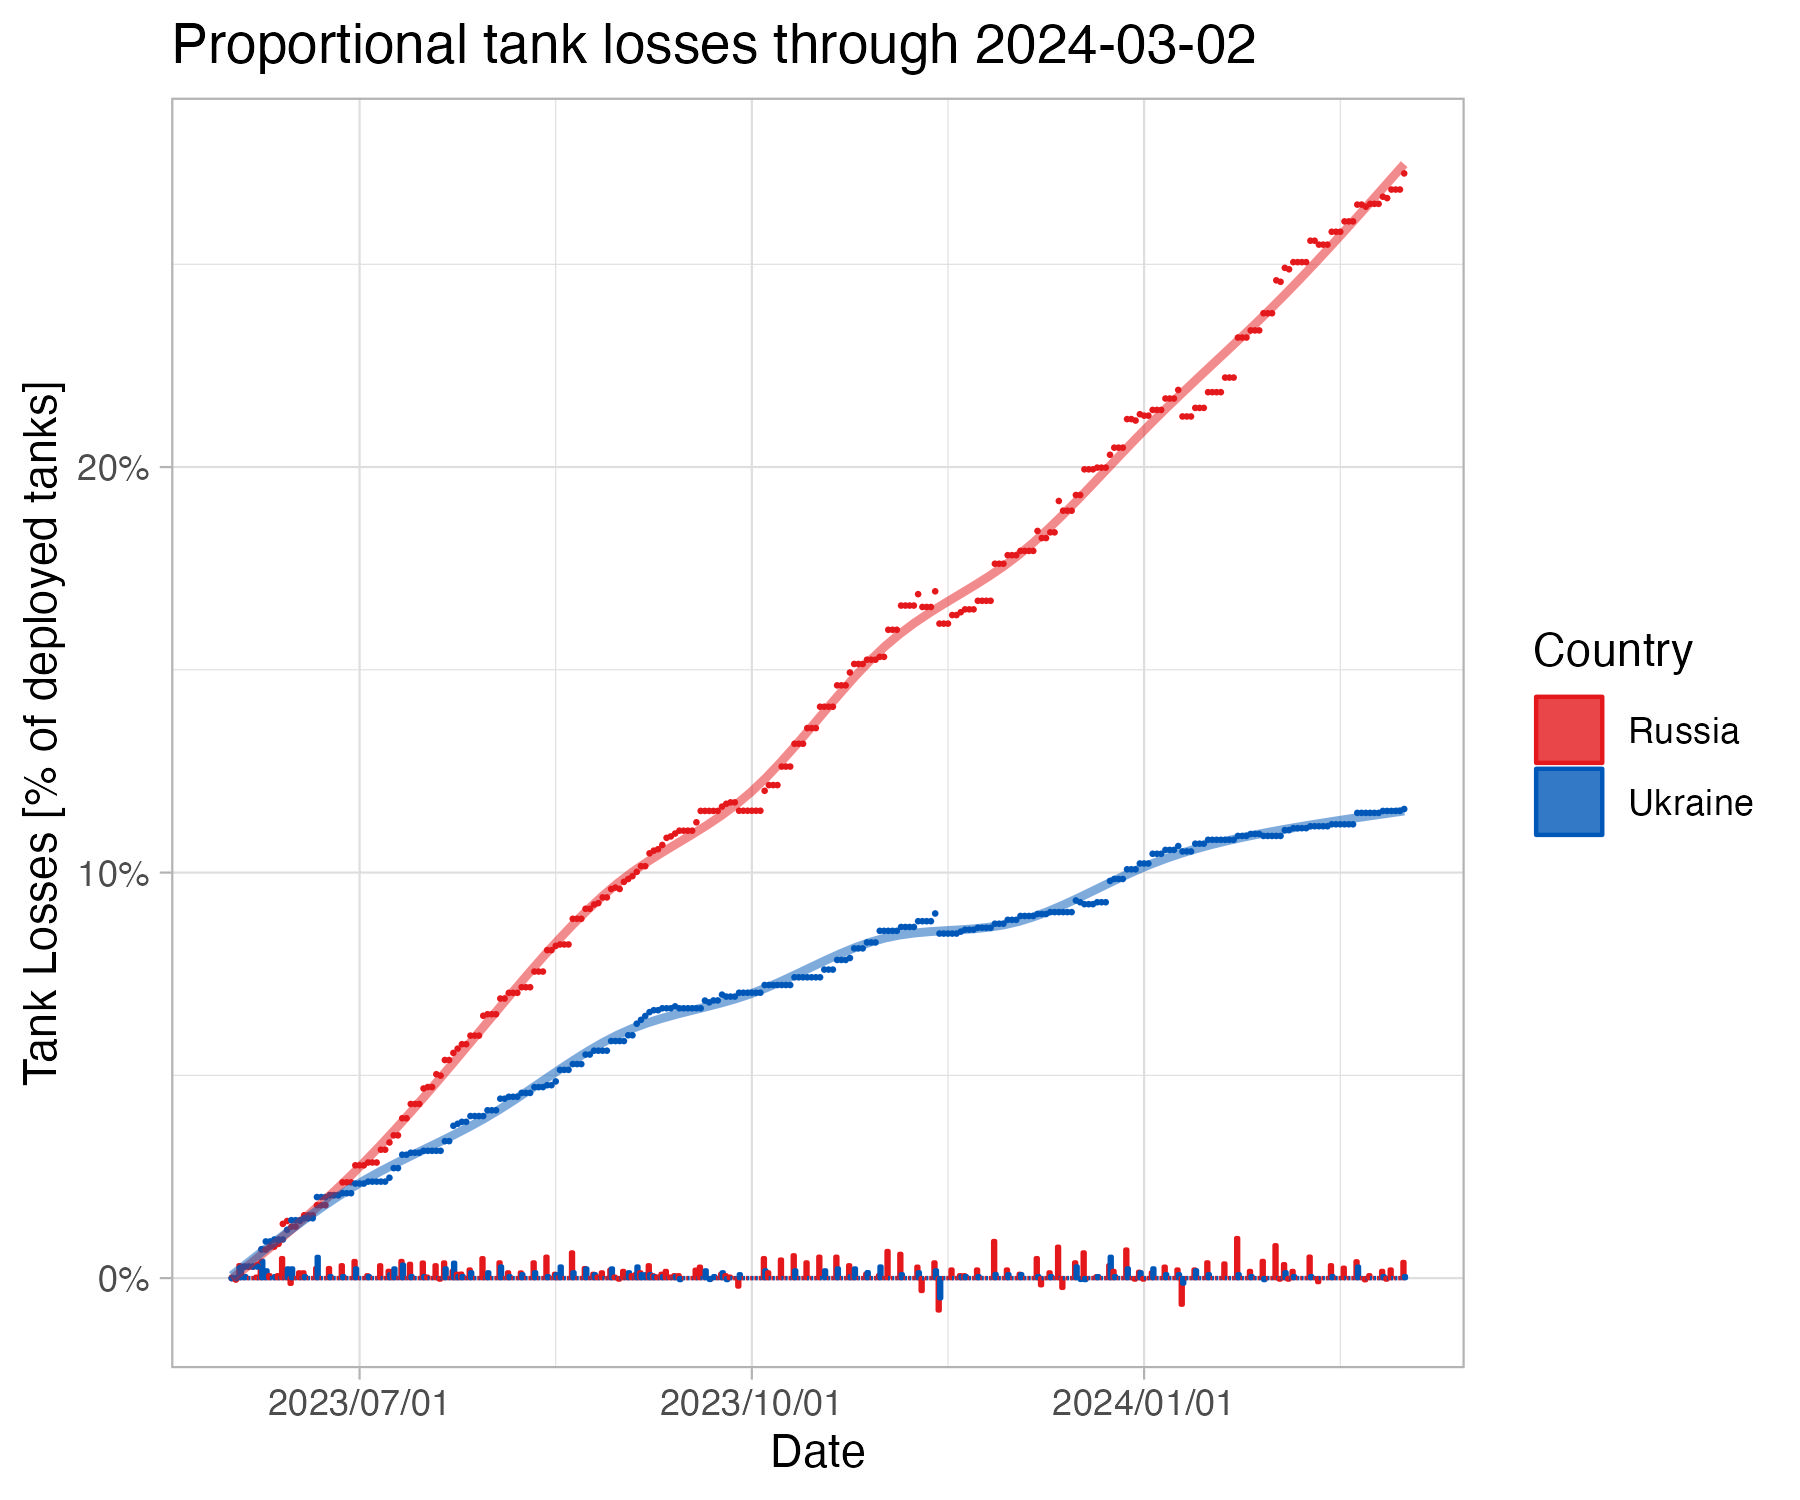 Proportional tank losses through 2024-03-02
Tank Losses [% of deployed tanks]
20%
10%
0%
2023/07/01
2023/10/01
2024/01/01
Date
Country
Russia
Ukraine